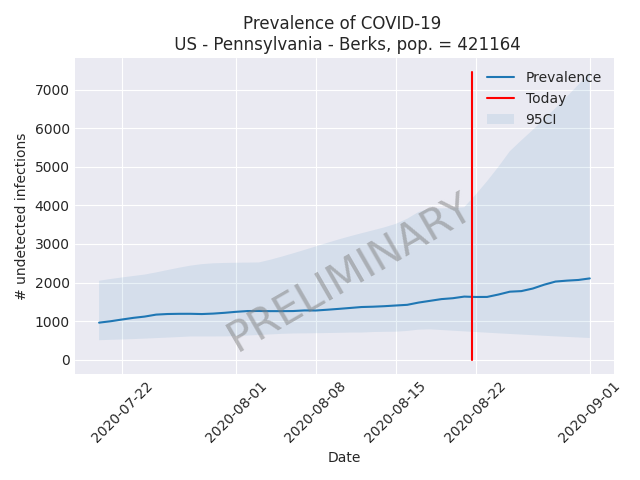 Prevalence of COVID-19
US - Pennsylvania - Berks, pop. = 421164
7000
6000
5000
4000
3000
2000
1000
0
# undetected infections
Prevalence
Today
95CI
PRELIMINARY
2020-07-22
2020-08-01
2020-08-08
2020-08-15
2020-08-22
2020-09-01
Date